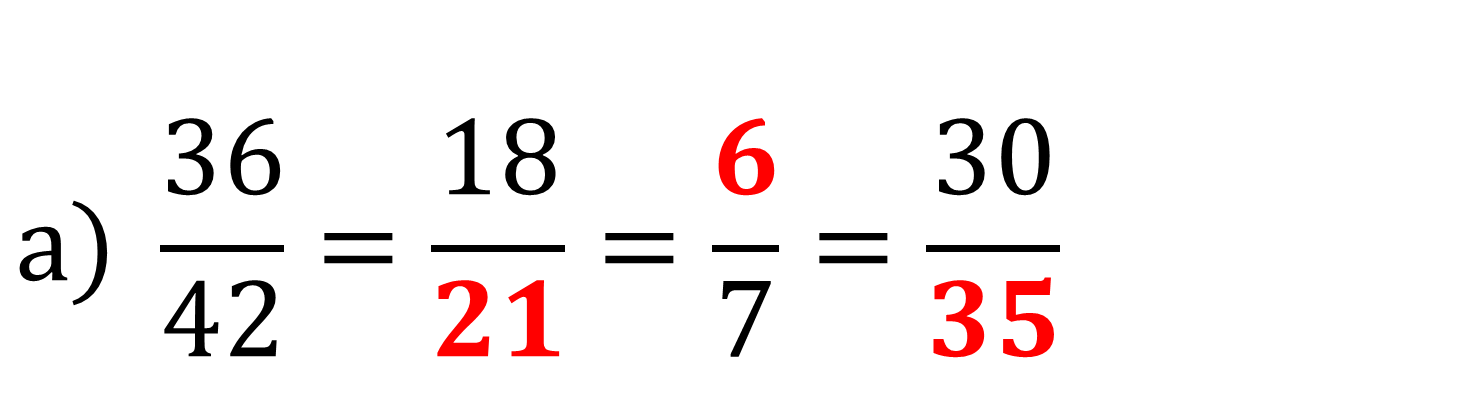 a) 36/42 = 18/21 = 6/7 = 30/35